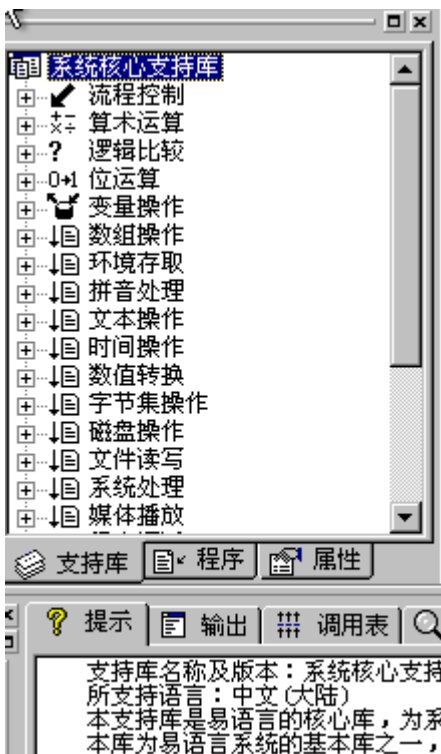 系统核心支持库
流程控制
算术运算
? 逻辑比较
0+1 位运算
变量操作
数组操作
环境存取
拼音处理
文本操作
时间操作
数值转换
字节集操作
磁盘操作
文件读写
系统处理
媒体播放
支持库 程序 属性
提示 输出 调用表
支持库名称及版本：系统核心支持
所支持语言：中文(大陆)
本支持库是易语言的核心库，为系
本库为易语言系统的基本库之一，